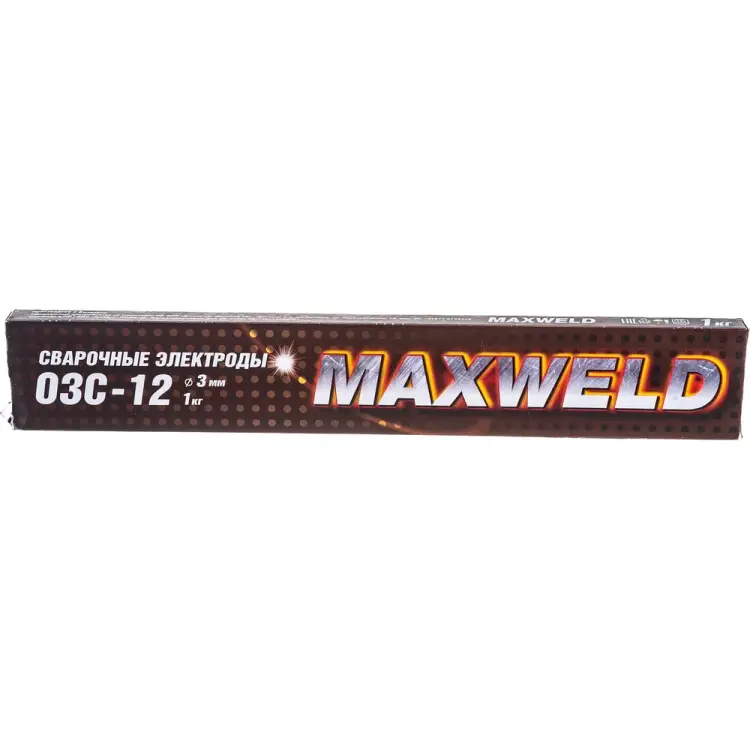 MAXWELD
1 кг
СВАРОЧНЫЕ ЭЛЕКТРОДЫ
ОЗС-12
ø 3 мм
1 кг
MAXWELD